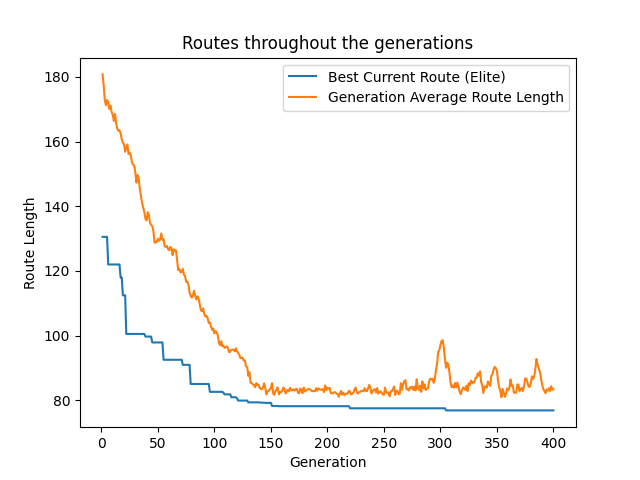 Routes throughout the generations
Best Current Route (Elite)
Generation Average Route Length
Route Length
180
160
140
120
100
80
0 50 100 150 200 250 300 350 400
Generation